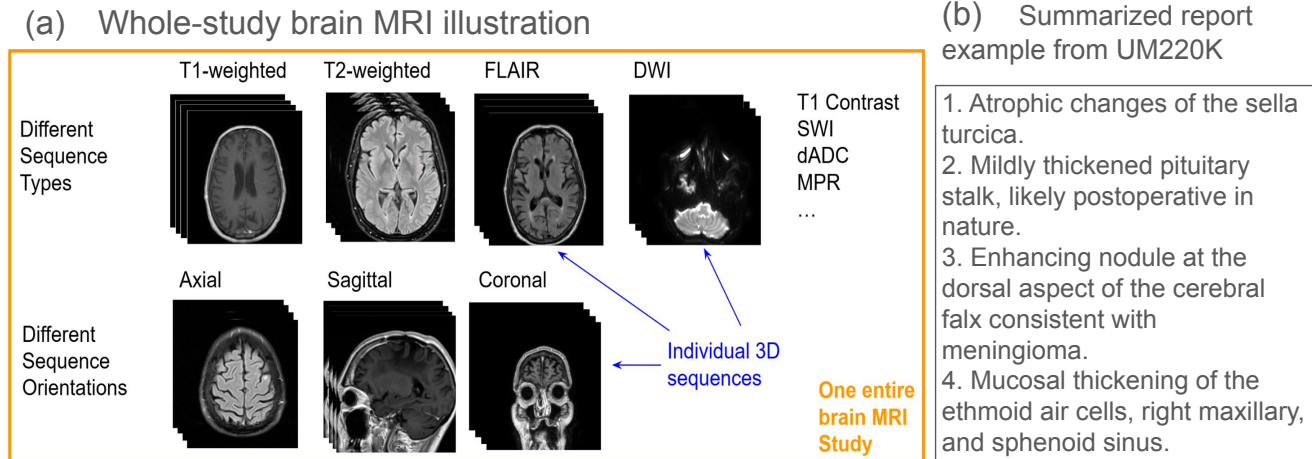 (a) Whole-study brain MRI illustration
T1-weighted
T2-weighted
FLAIR
DWI
Different
Sequence
Types
T1 Contrast
SWI
dADC
MPR
…
Axial
Sagittal
Coronal
Different
Sequence
Orientations
Individual 3D
sequences
One entire
brain MRI
Study
(b) Summarized report
example from UM220K
1. Atrophic changes of the sella
turcica.
2. Mildly thickened pituitary
stalk, likely postoperative in
nature.
3. Enhancing nodule at the
dorsal aspect of the cerebral
falx consistent with
meningioma.
4. Mucosal thickening of the
ethmoid air cells, right maxillary,
and sphenoid sinus.